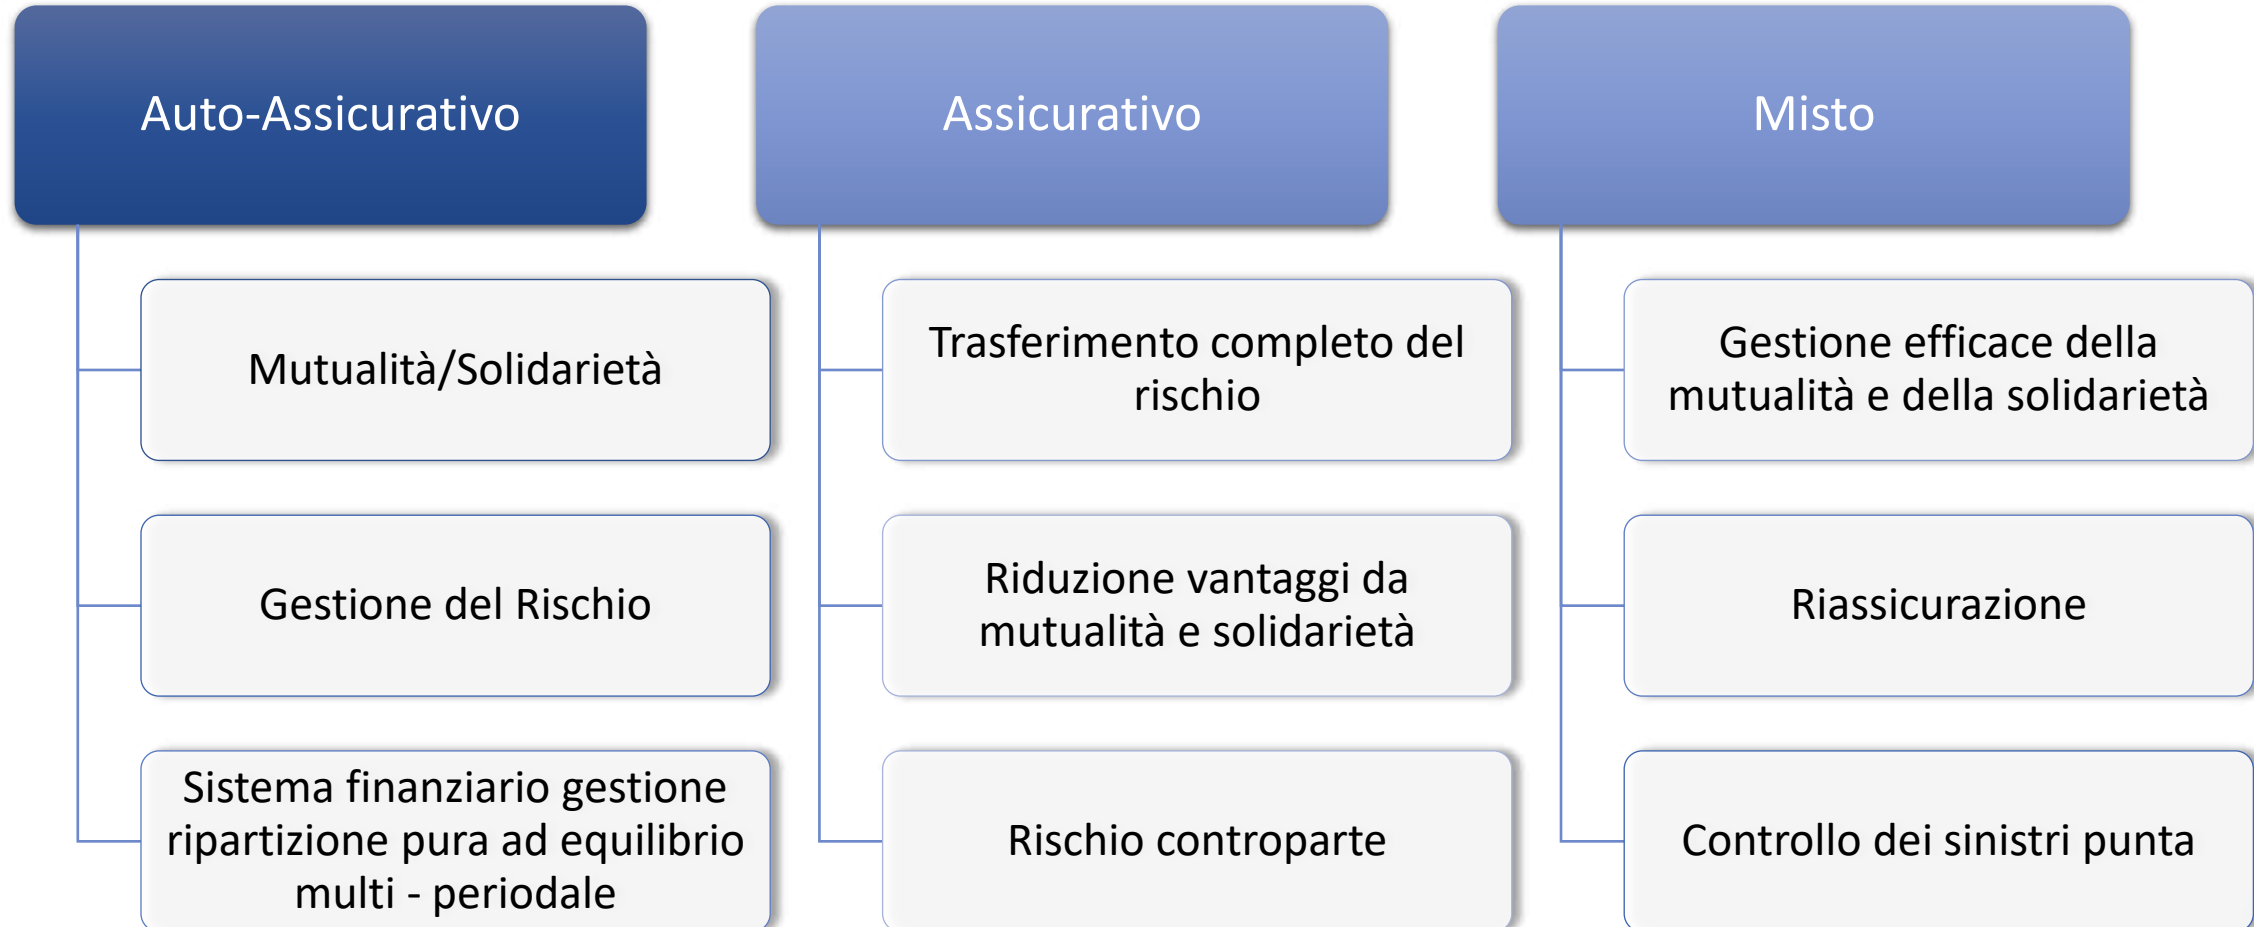 Auto-Assicurativo
Mutualità/Solidarietà
Gestione del Rischio
Sistema finanziario gestione
ripartizione pura ad equilibrio
multi - periodale
Assicurativo
Trasferimento completo del
rischio
Riduzione vantaggi da
mutualità e solidarietà
Rischio controparte
Misto
Gestione efficace della
mutualità e della solidarietà
Riassicurazione
Controllo dei sinistri punta